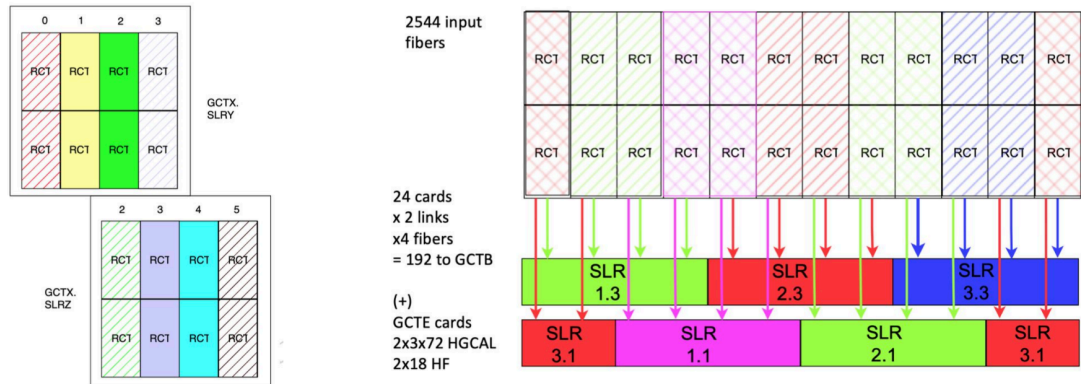 0 1 2 3
RCT RCT RCT RCT
GCTX.
SLRY
RCT RCT RCT RCT
2 3 4 5
RCT RCT RCT RCT
GCTX.
SLRZ
RCT RCT RCT RCT
2544 input
fibers
RCT RCT RCT RCT RCT RCT RCT RCT RCT RCT RCT RCT
RCT RCT RCT RCT RCT RCT RCT RCT RCT RCT RCT RCT
24 cards
x 2 links
x4 fibers
= 192 to GCTB
(+)
GCTE cards
2x3x72 HGCAL
2x18 HF
SLR
1.3
SLR
2.3
SLR
3.3
SLR
3.1
SLR
1.1
SLR
2.1
SLR
3.1